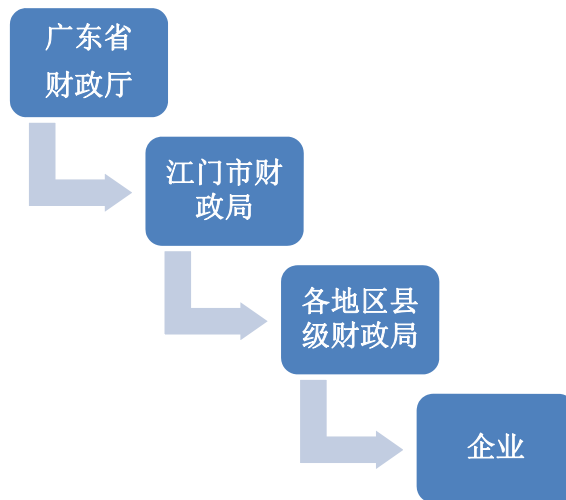 广东省
财政厅
江门市财
政局
各地区县
级财政局
企业